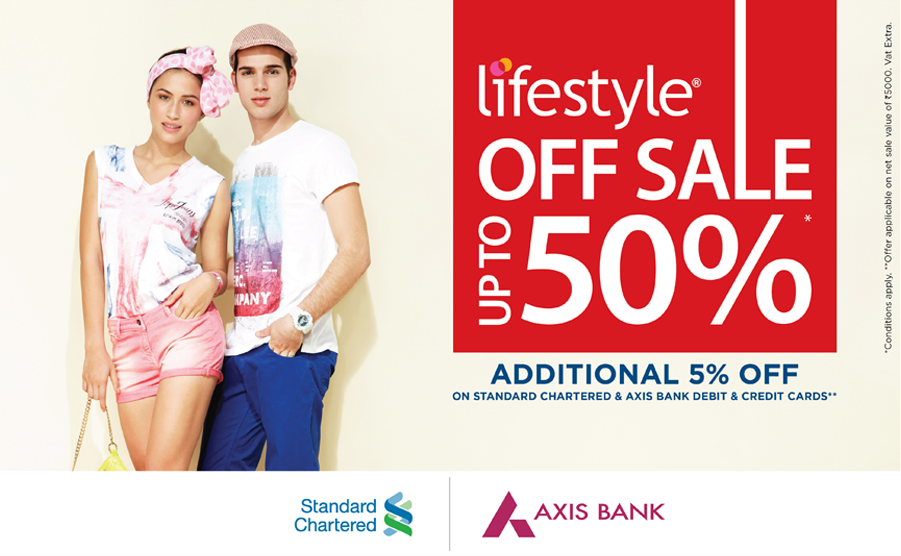 lifestyle®
OFF SALE
UP TO
50%*
ADDITIONAL 5% OFF
ON STANDARD CHARTERED & AXIS BANK DEBIT & CREDIT CARDS**
*Conditions apply. **Offer applicable on net sale value of ₹5000. Vat Extra.
PANY
Standard
Chartered
AXIS BANK